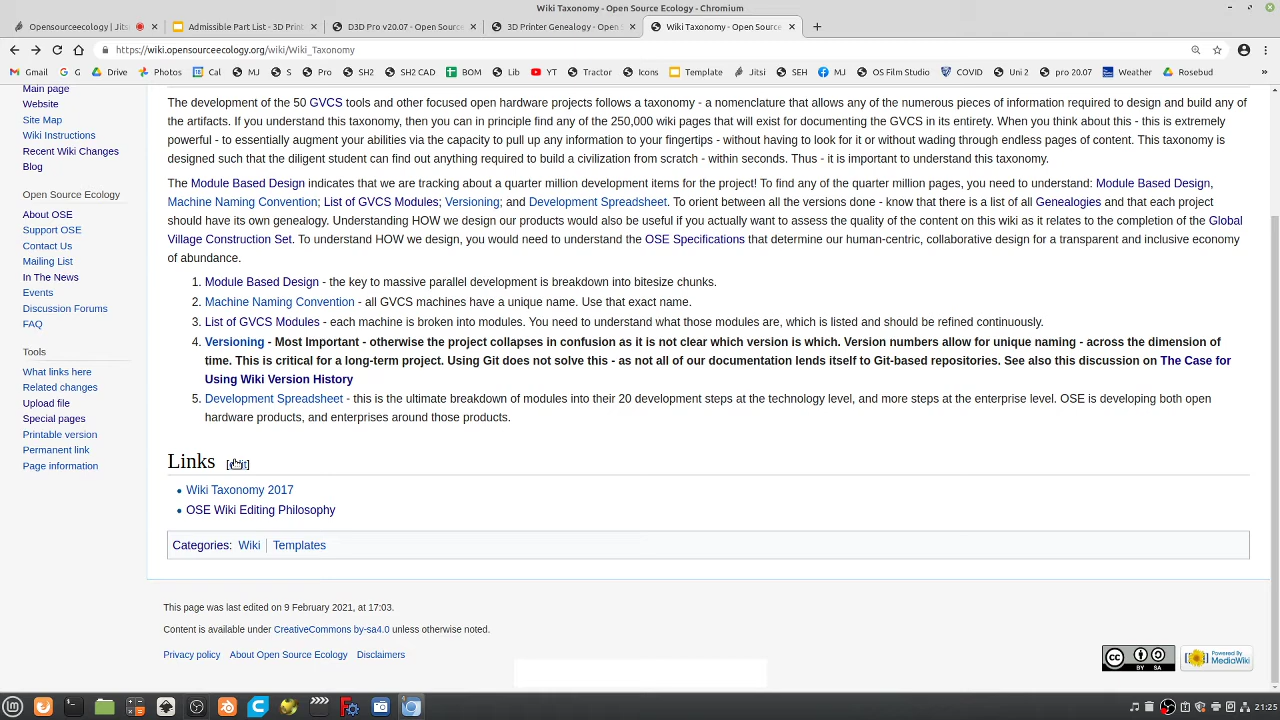 Wiki Taxonomy - Open Source Ecology - Chromium
Opensourceecology | Jits
Admissible Part List - 3D Print
D3D Pro v20.07 - Open Source
3D Printer Genealogy - Open S
Wiki Taxonomy - Open Source
https://wiki.opensourceecology.org/wiki/Wiki_Taxonomy
Gmail G Drive Photos Cal MJ S Pro SH2 SH2 CAD BOM Lib YT Tractor Icons Template Jitsi SEH MJ OS Film Studio COVID Uni 2 pro 20.07 Weather Rosebud »
Main page
Website
Site Map
Wiki Instructions
Recent Wiki Changes
Blog
Open Source Ecology
About OSE
Support OSE
Contact Us
Mailing List
In The News
Events
Discussion Forums
FAQ
Tools
What links here
Related changes
Upload file
Special pages
Printable version
Permanent link
Page information
The development of the 50 GVCS tools and other focused open hardware projects follows a taxonomy - a nomenclature that allows any of the numerous pieces of information required to design and build any of
the artifacts. If you understand this taxonomy, then you can in principle find any of the 250,000 wiki pages that will exist for documenting the GVCS in its entirety. When you think about this - this is extremely
powerful - to essentially augment your abilities via the capacity to pull up any information to your fingertips - without having to look for it or without wading through endless pages of content. This taxonomy is
designed such that the diligent student can find out anything required to build a civilization from scratch - within seconds. Thus - it is important to understand this taxonomy.
The Module Based Design indicates that we are tracking about a quarter million development items for the project! To find any of the quarter million pages, you need to understand: Module Based Design,
Machine Naming Convention; List of GVCS Modules; Versioning; and Development Spreadsheet. To orient between all the versions done - know that there is a list of all Genealogies and that each project
should have its own genealogy. Understanding HOW we design our products would also be useful if you actually want to assess the quality of the content on this wiki as it relates to the completion of the Global
Village Construction Set. To understand HOW we design, you would need to understand the OSE Specifications that determine our human-centric, collaborative design for a transparent and inclusive economy
of abundance.
1. Module Based Design - the key to massive parallel development is breakdown into bitesize chunks.
2. Machine Naming Convention - all GVCS machines have a unique name. Use that exact name.
3. List of GVCS Modules - each machine is broken into modules. You need to understand what those modules are, which is listed and should be refined continuously.
4. Versioning - Most Important - otherwise the project collapses in confusion as it is not clear which version is which. Version numbers allow for unique naming - across the dimension of
time. This is critical for a long-term project. Using Git does not solve this - as not all of our documentation lends itself to Git-based repositories. See also this discussion on The Case for
Using Wiki Version History
5. Development Spreadsheet - this is the ultimate breakdown of modules into their 20 development steps at the technology level, and more steps at the enterprise level. OSE is developing both open
hardware products, and enterprises around those products.
Links [edit]
Wiki Taxonomy 2017
OSE Wiki Editing Philosophy
Categories: Wiki | Templates
This page was last edited on 9 February 2021, at 17:03.
Content is available under CreativeCommons by-sa4.0 unless otherwise noted.
Privacy policy About Open Source Ecology Disclaimers
CC BY SA
Powered By MediaWiki
21:25